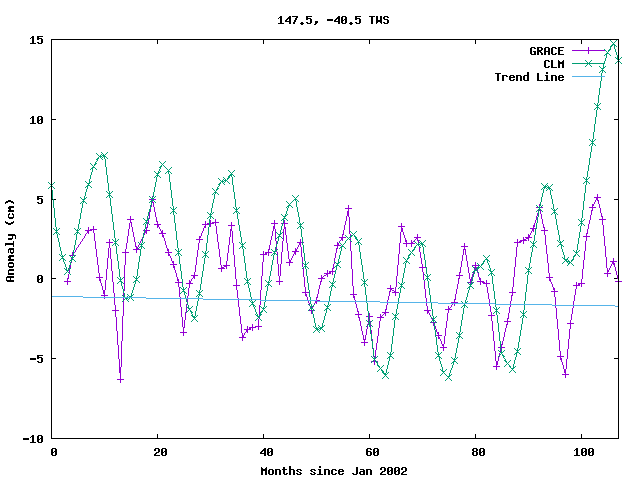 147.5, -40.5 TWS
GRACE
CLM
Trend Line
15
10
5
0
-5
-10
Anomaly (cm)
0 20 40 60 80 100
Months since Jan 2002